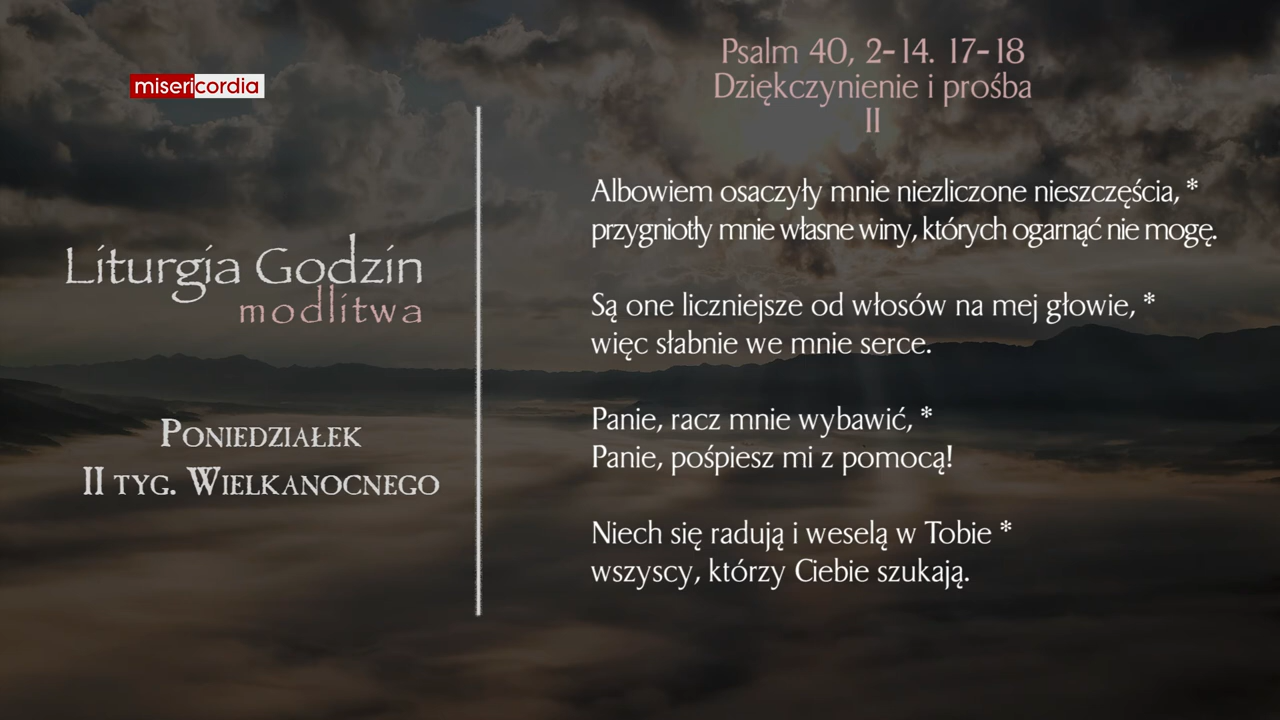 misericordia
Liturgia Godzin
modlitwa
Poniedziałek
II tyg. Wielkanocnego
Psalm 40, 2-14. 17-18
Dziękczynienie i prośba
II
Albowiem osaczyły mnie niezliczone nieszczęścia, *
przygniotły mnie własne winy, których ogarnąć nie mogę.
Są one liczniejsze od włosów na mej głowie, *
więc słabnie we mnie serce.
Panie, racz mnie wybawić, *
Panie, pośpiesz mi z pomocą!
Niech się radują i weselą w Tobie *
wszyscy, którzy Ciebie szukają.